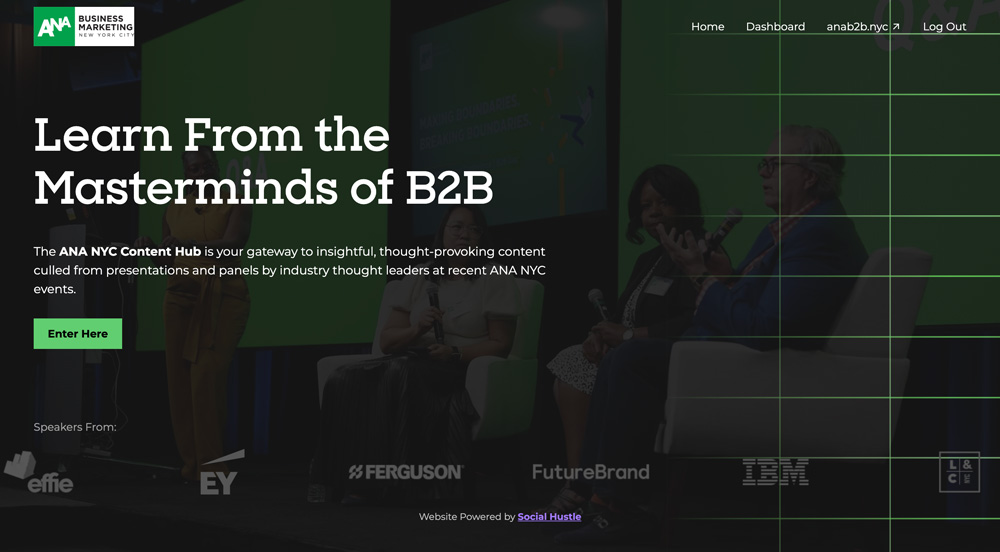 ANA
BUSINESS
MARKETING
NEW YORK CITY
Home
Dashboard
anab2b.nyc ↗
Log Out
Q&A
Learn From the
Masterminds of B2B
The ANA NYC Content Hub is your gateway to insightful, thought-provoking content
culled from presentations and panels by industry thought leaders at recent ANA NYC
events.
Enter Here
Speakers From:
effie
EY
FERGUSON
FutureBrand
IBM
L&
C
Website Powered by Social Hustle